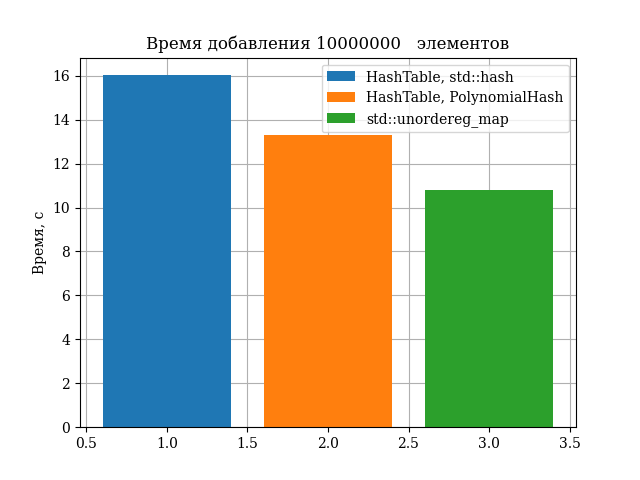 Время добавления 10000000 элементов
HashTable, std::hash
HashTable, PolynomialHash
std::unordereg_map
Время, с
16
14
12
10
8
6
4
2
0
0.5 1.0 1.5 2.0 2.5 3.0 3.5